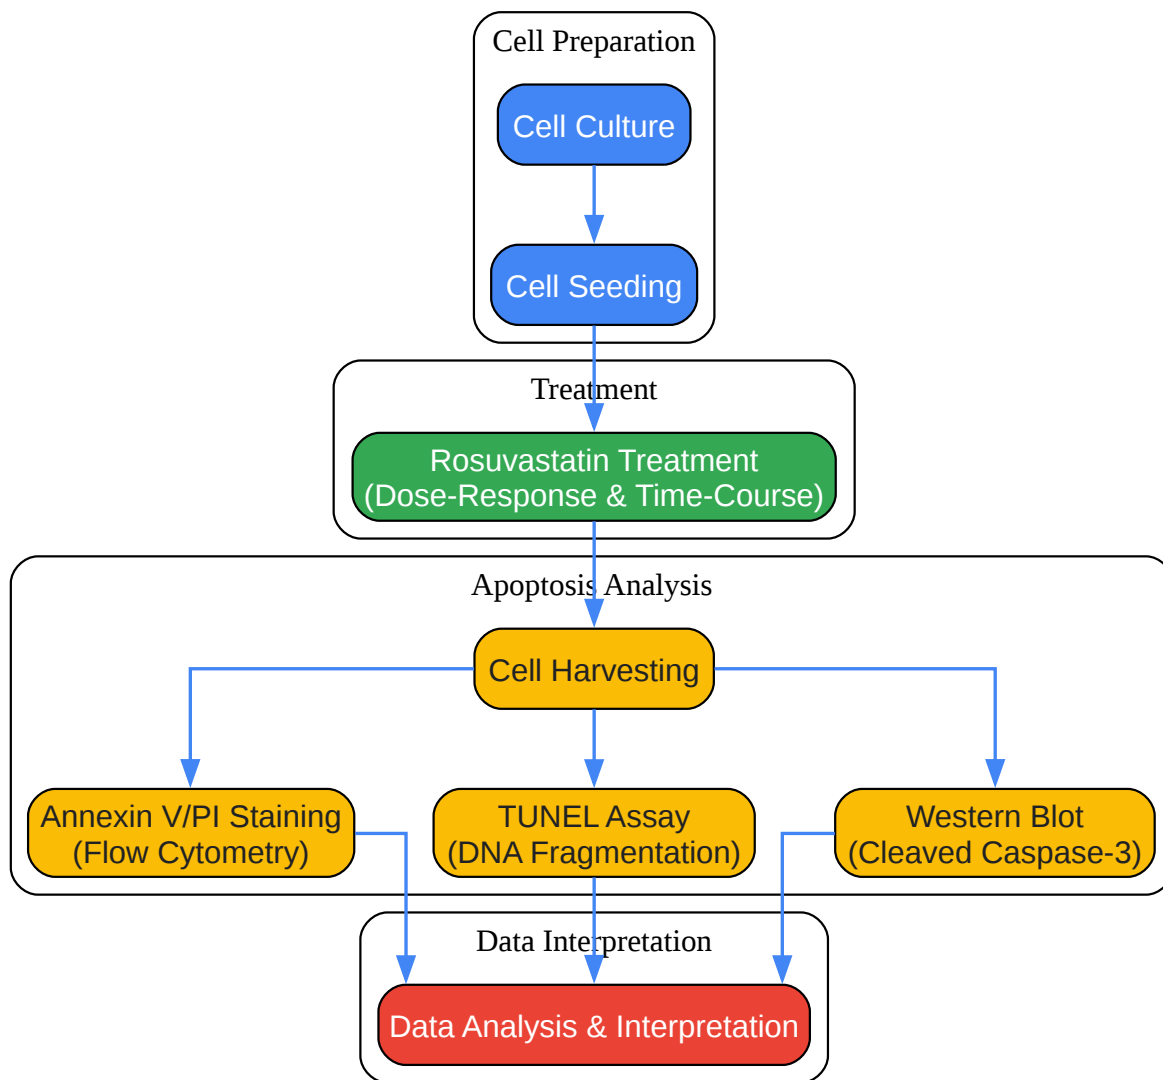 Cell Preparation
Cell Culture
Cell Seeding
Treatment
Rosuvastatin Treatment
(Dose-Response & Time-Course)
Apoptosis Analysis
Cell Harvesting
Annexin V/PI Staining
(Flow Cytometry)
TUNEL Assay
(DNA Fragmentation)
Western Blot
(Cleaved Caspase-3)
Data Interpretation
Data Analysis & Interpretation